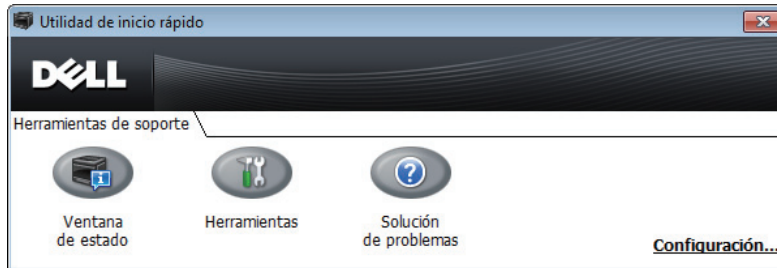 Utilidad de inicio rápido
DELL
Herramientas de soporte
Ventana
de estado
Herramientas
Solución
de problemas
Configuración...